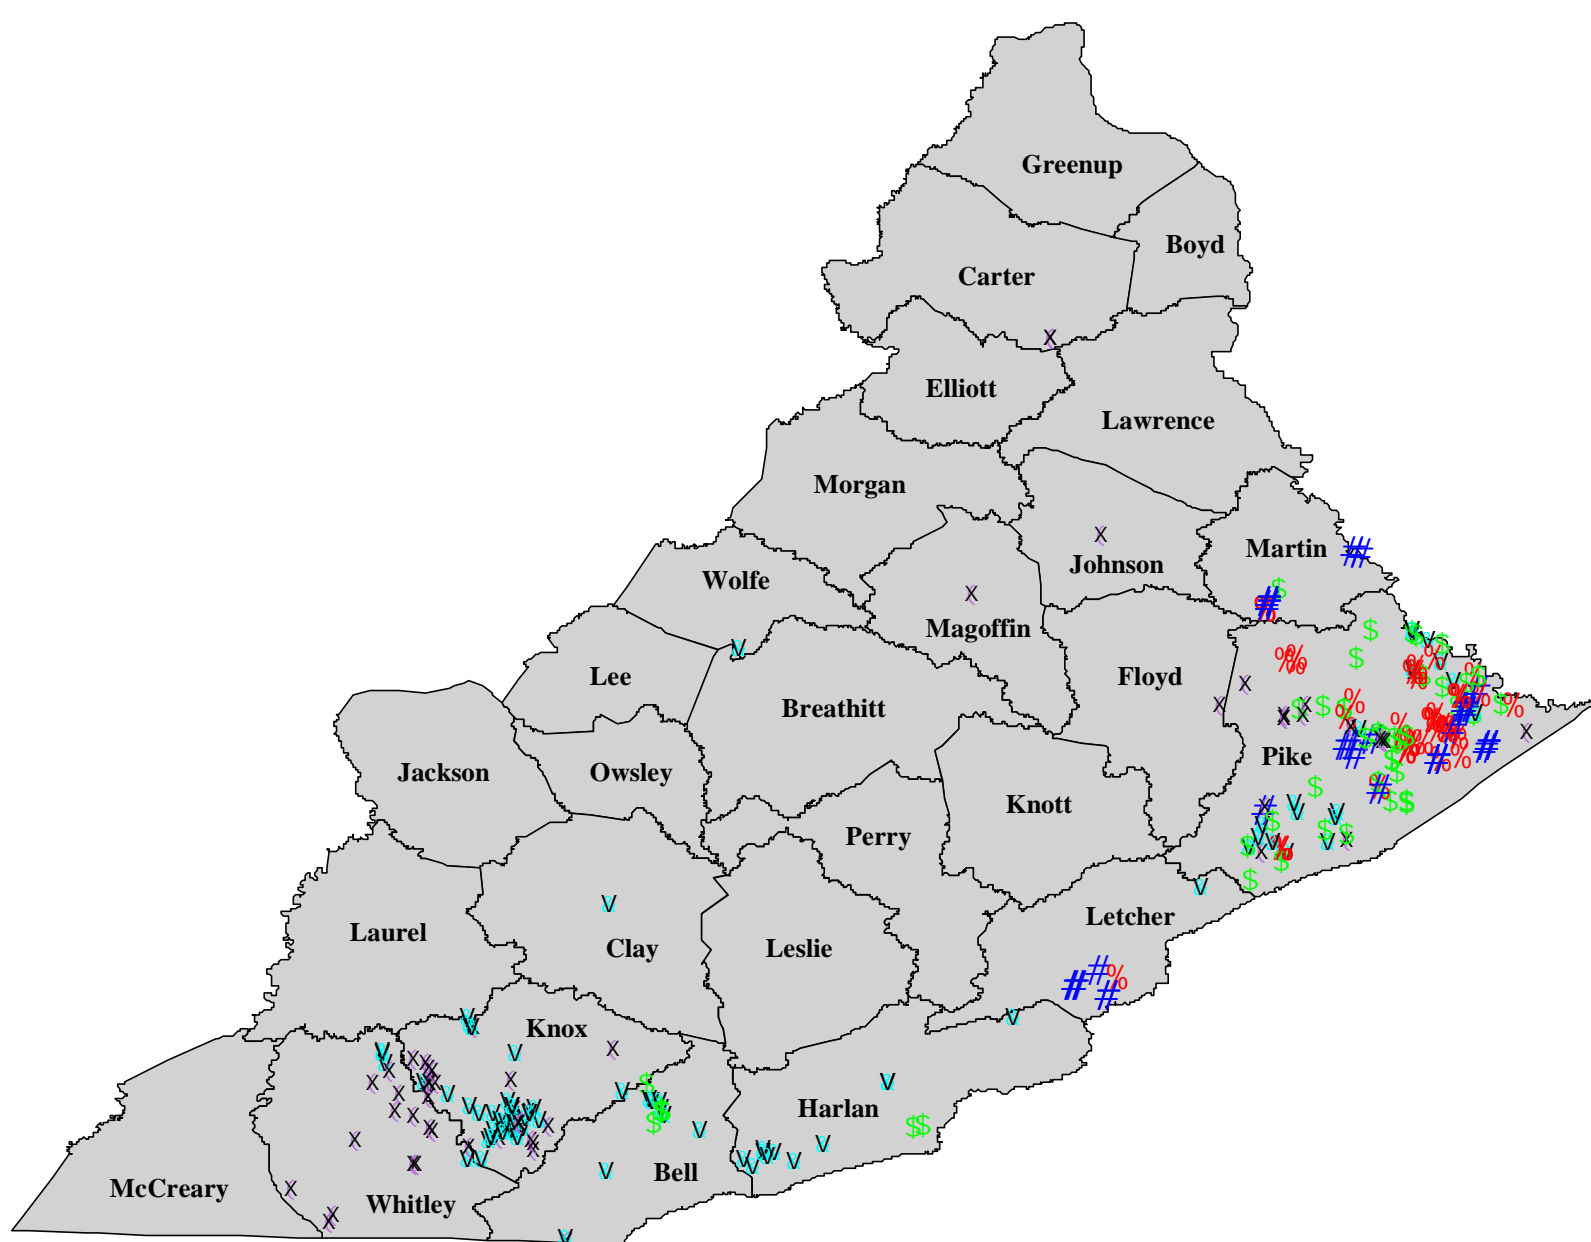 Greenup
Boyd
Carter
Elliott
Lawrence
Morgan
Martin
Johnson
Wolfe
Magoffin
Lee
Floyd
Breathitt
Pike
Jackson
Owsley
Knott
Perry
Letcher
Laurel
Clay
Leslie
Knox
Harlan
Bell
McCreary
Whitley